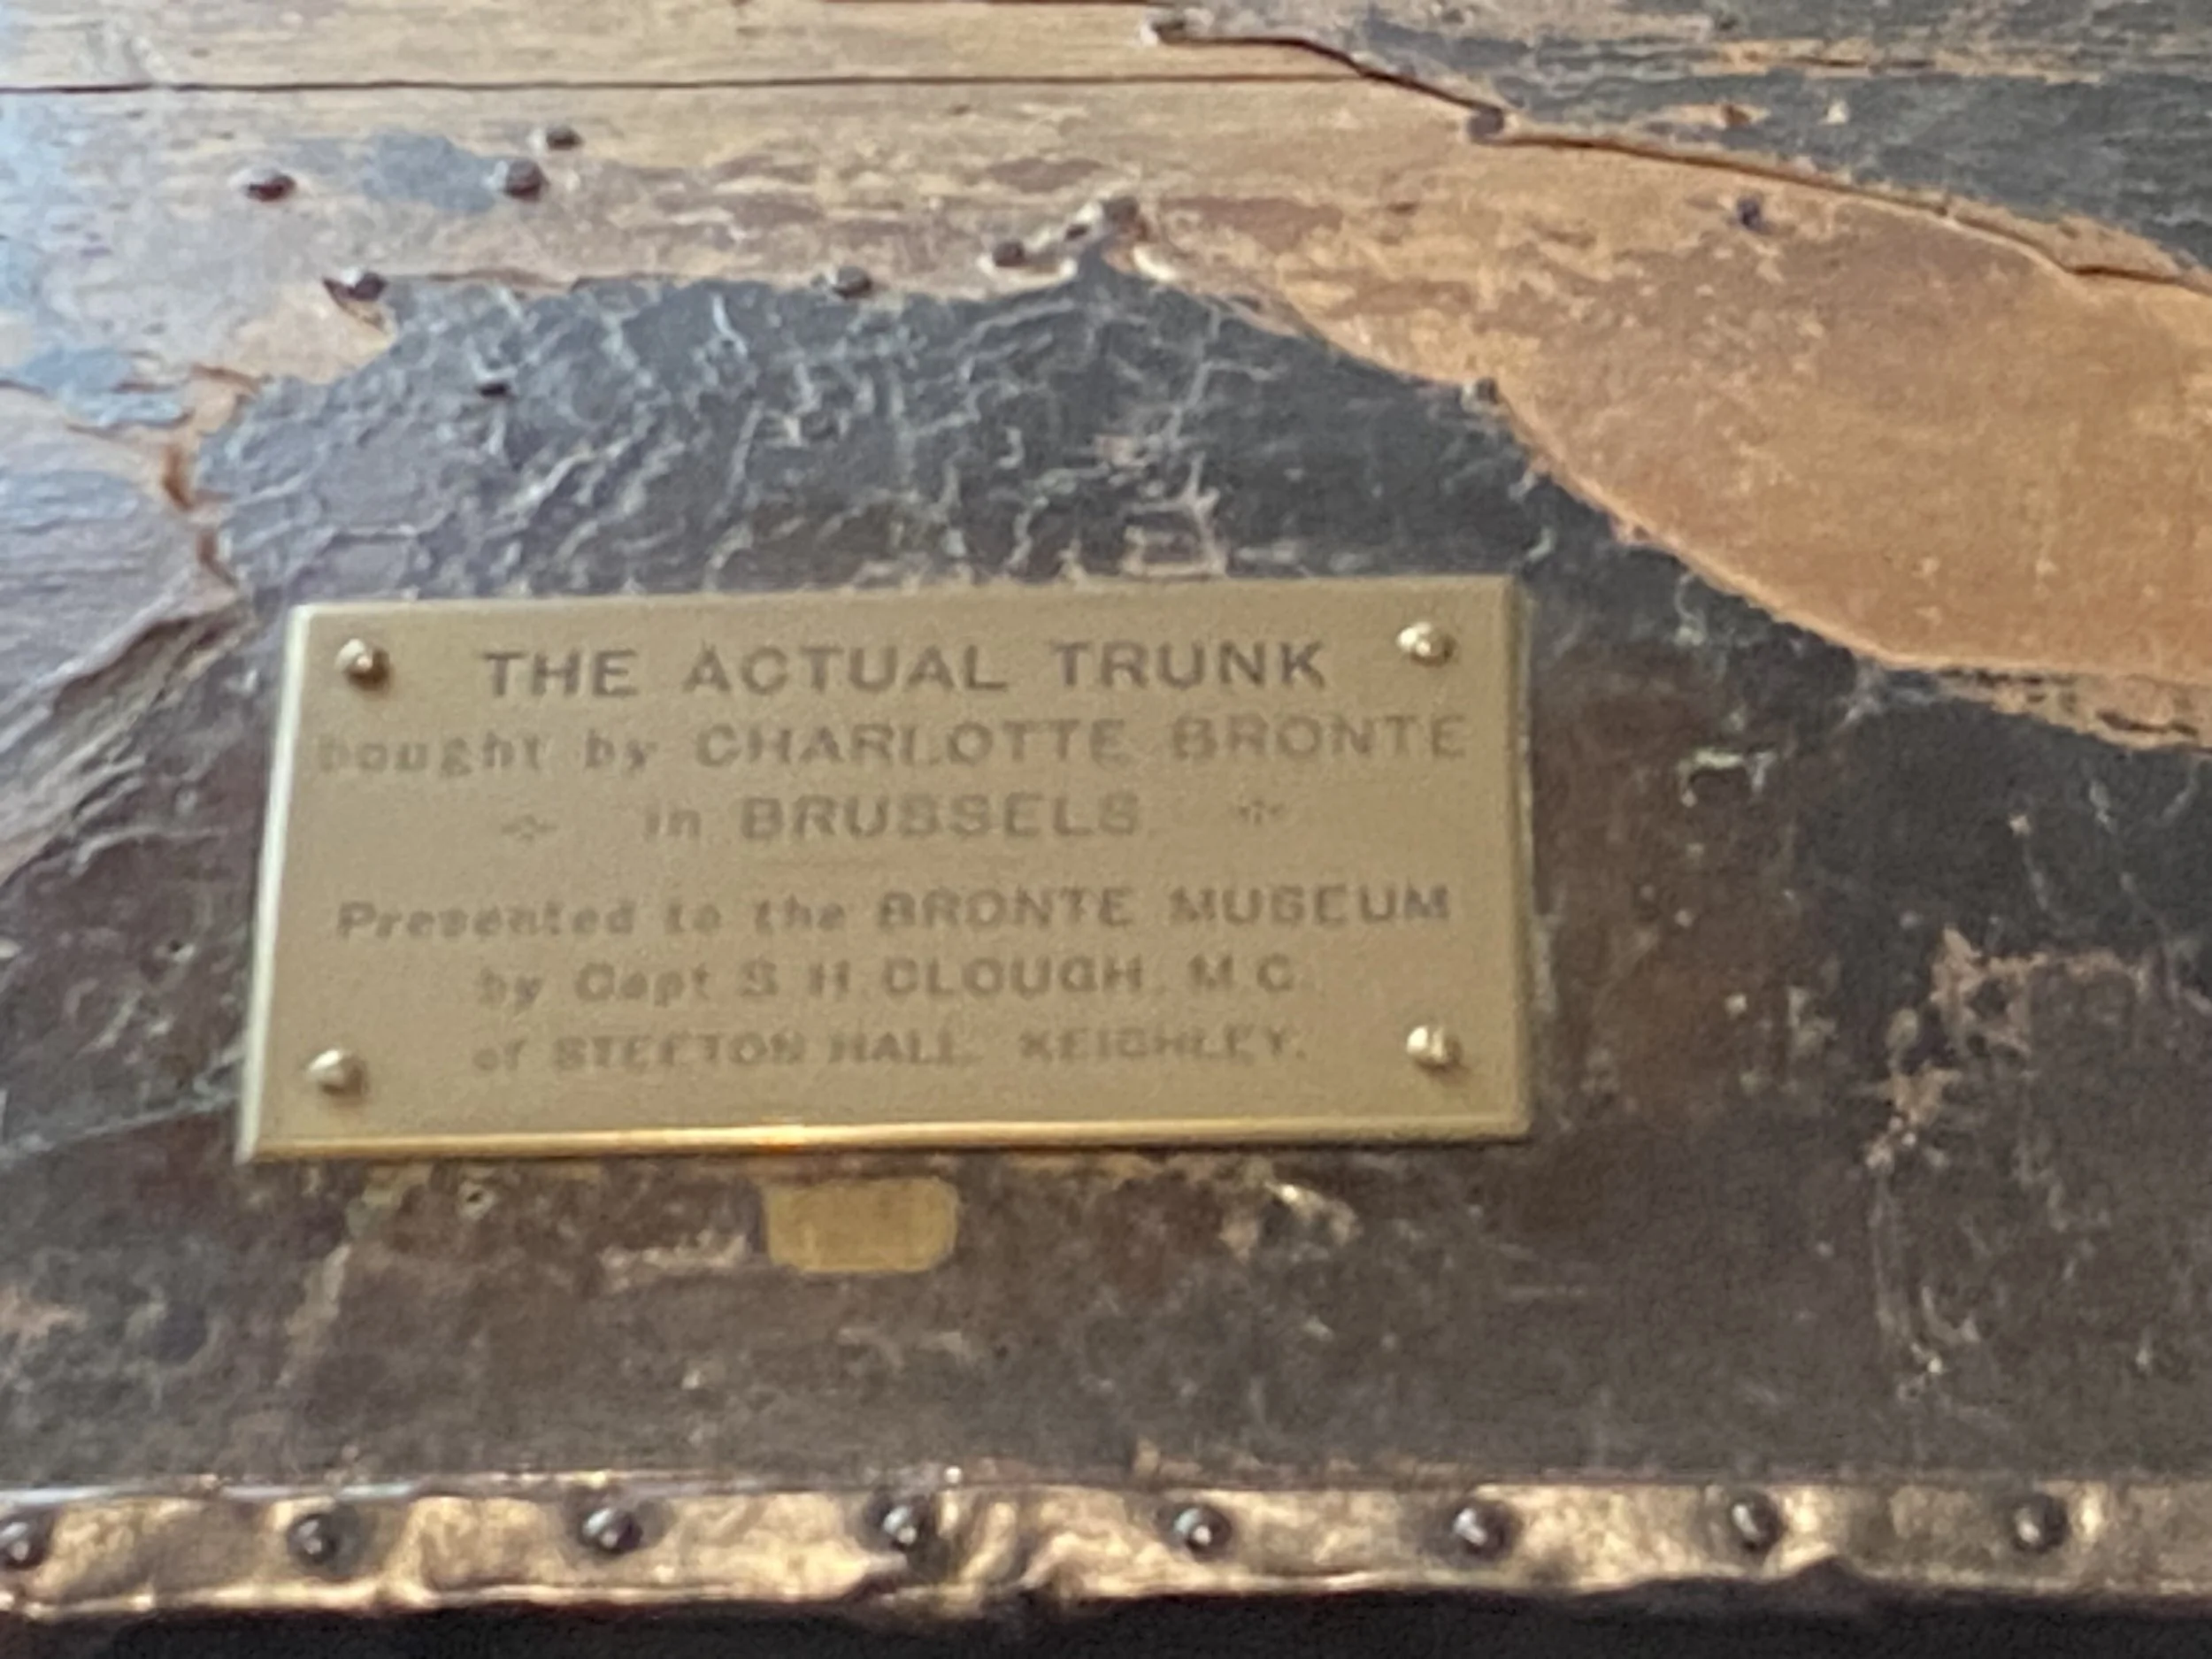 THE ACTUAL TRUNK
bought by CHARLOTTE BRONTE
in BRUSSELS
Presented to the BRONTE MUSEUM
by Capt S. H. CLOUGH. M.C.
of STEETON HALL. KEIGHLEY.